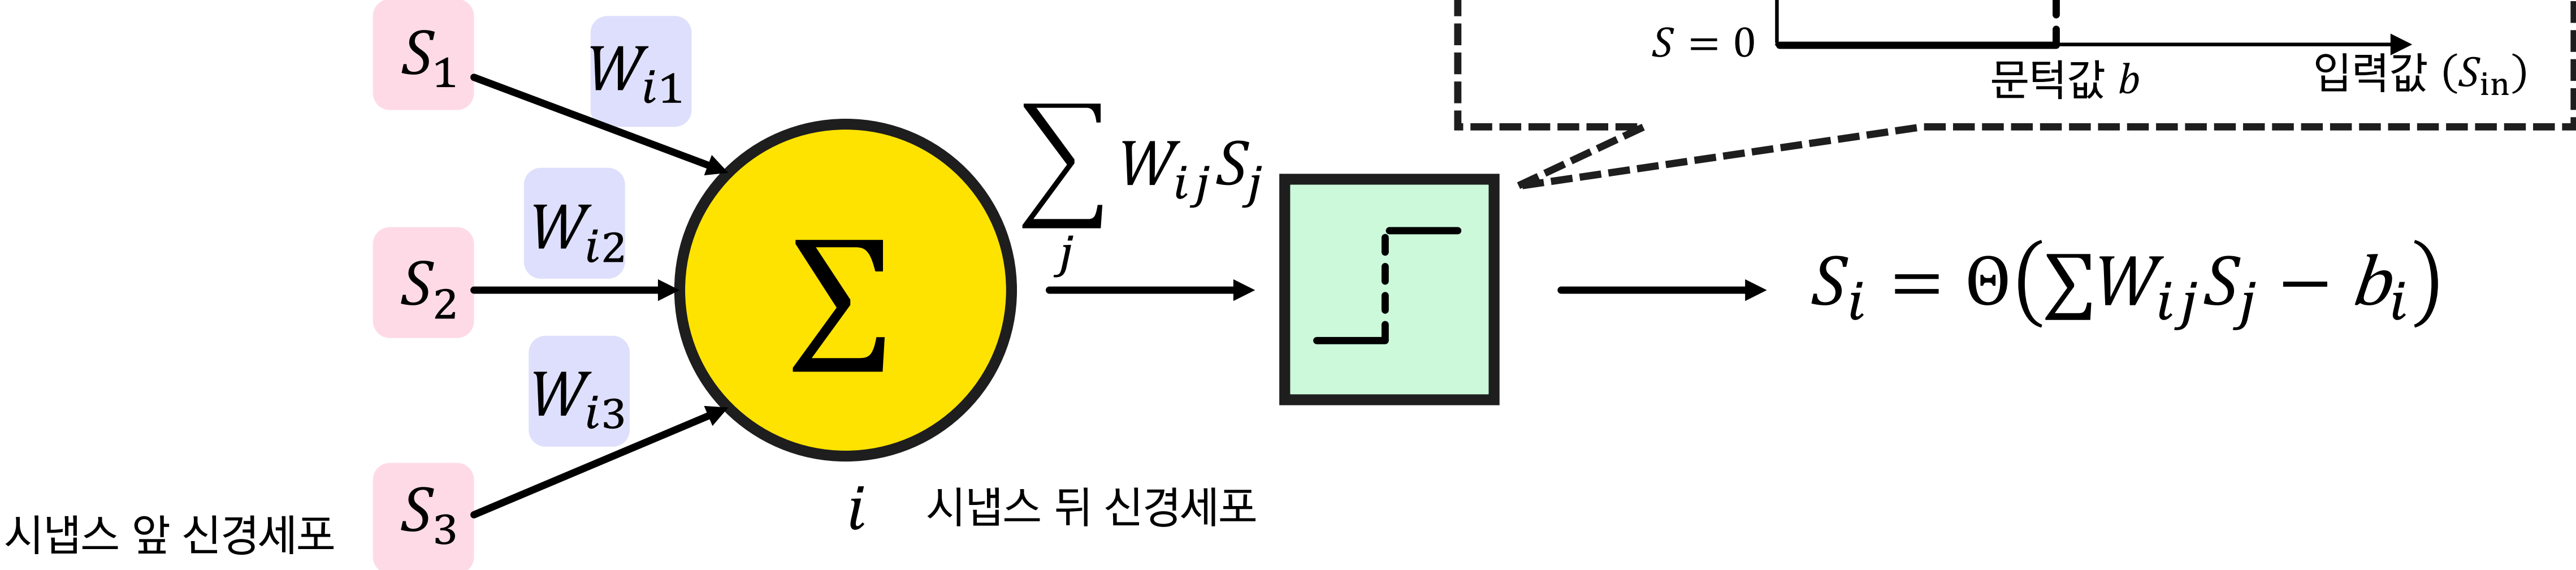 S = 0
문턱값 b
입력값 (S_in)
S_1
W_i1
∑_j W_ij S_j
S_2
W_i2
∑
S_i = Θ(∑W_ij S_j − b_i)
W_i3
S_3
시냅스 앞 신경세포
i
시냅스 뒤 신경세포